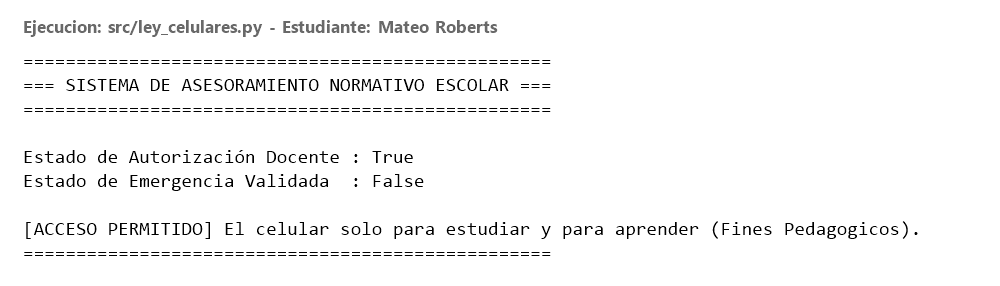 Ejecucion: src/ley_celulares.py - Estudiante: Mateo Roberts
==================================================
=== SISTEMA DE ASESORAMIENTO NORMATIVO ESCOLAR ===
==================================================
Estado de Autorización Docente : True
Estado de Emergencia Validada  : False
[ACCESO PERMITIDO] El celular solo para estudiar y para aprender (Fines Pedagogicos).
==================================================